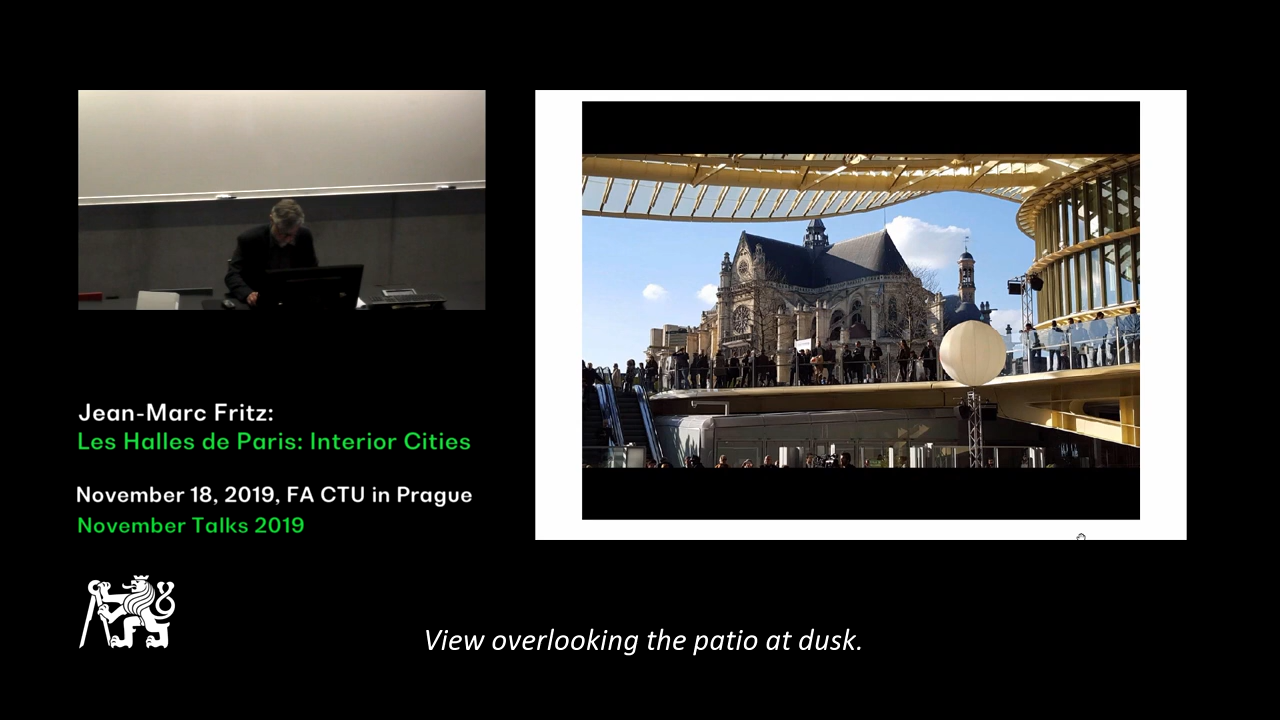 Jean-Marc Fritz:
Les Halles de Paris: Interior Cities
November 18, 2019, FA CTU in Prague
November Talks 2019
View overlooking the patio at dusk.